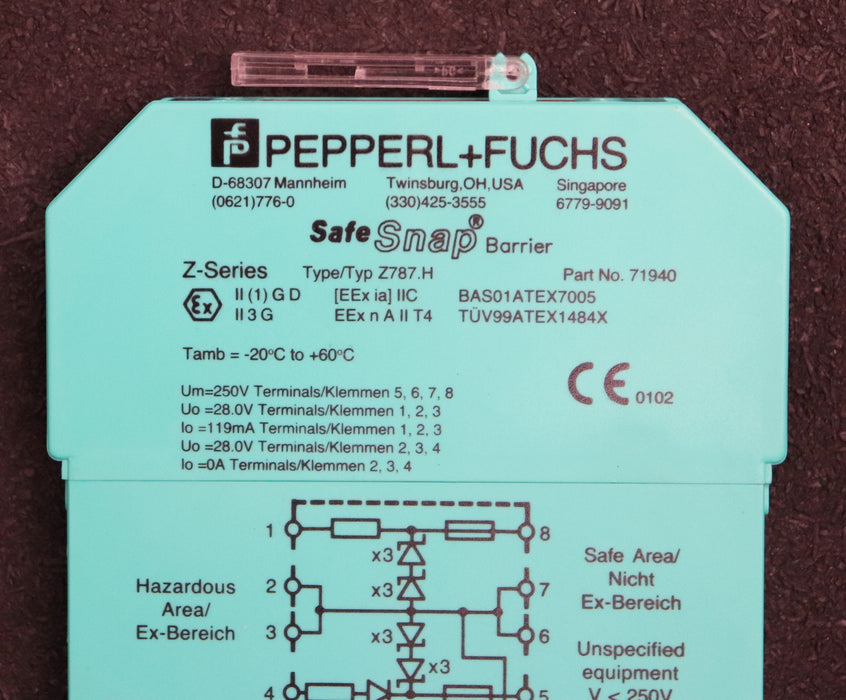 PEPPERL+FUCHS
D-68307 Mannheim Twinsburg,OH,USA Singapore
(0621)776-0 (330)425-3555 6779-9091
Safe Snap® Barrier
Z-Series Type/Typ Z787.H Part No. 71940
Ex II (1) G D [EEx ia] IIC BAS01ATEX7005
II 3 G EEx n A II T4 TÜV99ATEX1484X
Tamb = -20°C to +60°C
CE 0102
Um=250V Terminals/Klemmen 5, 6, 7, 8
Uo =28.0V Terminals/Klemmen 1, 2, 3
Io =119mA Terminals/Klemmen 1, 2, 3
Uo =28.0V Terminals/Klemmen 2, 3, 4
Io =0A Terminals/Klemmen 2, 3, 4
1 8
x3
x3
2 7
3 6
x3
x3
4 5
Hazardous
Area/
Ex-Bereich
Safe Area/
Nicht
Ex-Bereich
Unspecified
equipment
V < 250V